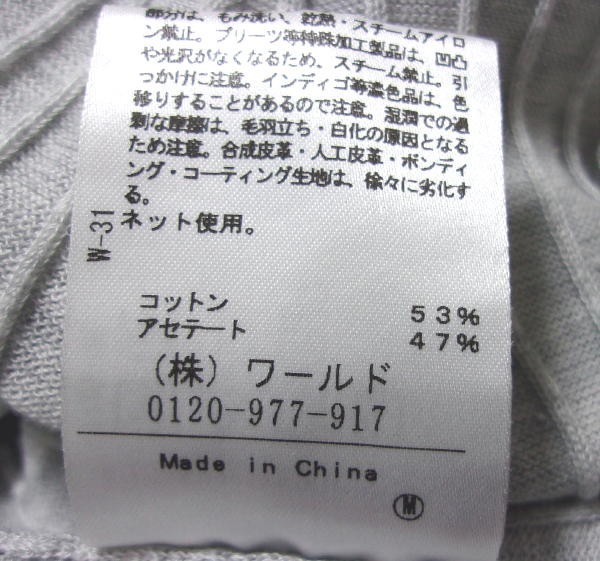 部分は、もみ洗い、乾熱・スチームアイロ
ン禁止。プリーツ等特殊加工製品は、凹凸
や光沢がなくなるため、スチーム禁止。引
っかけに注意。インディゴ等濃色品は、色
移りすることがあるので注意。湿潤での過
剰な摩擦は、毛羽立ち・白化の原因となる
ため注意。合成皮革・人工皮革・ボンディ
ング・コーティング生地は、徐々に劣化す
る。
ネット使用。
W-31
コットン 53%
アセテート 47%
(株) ワールド
0120-977-917
Made in China
M